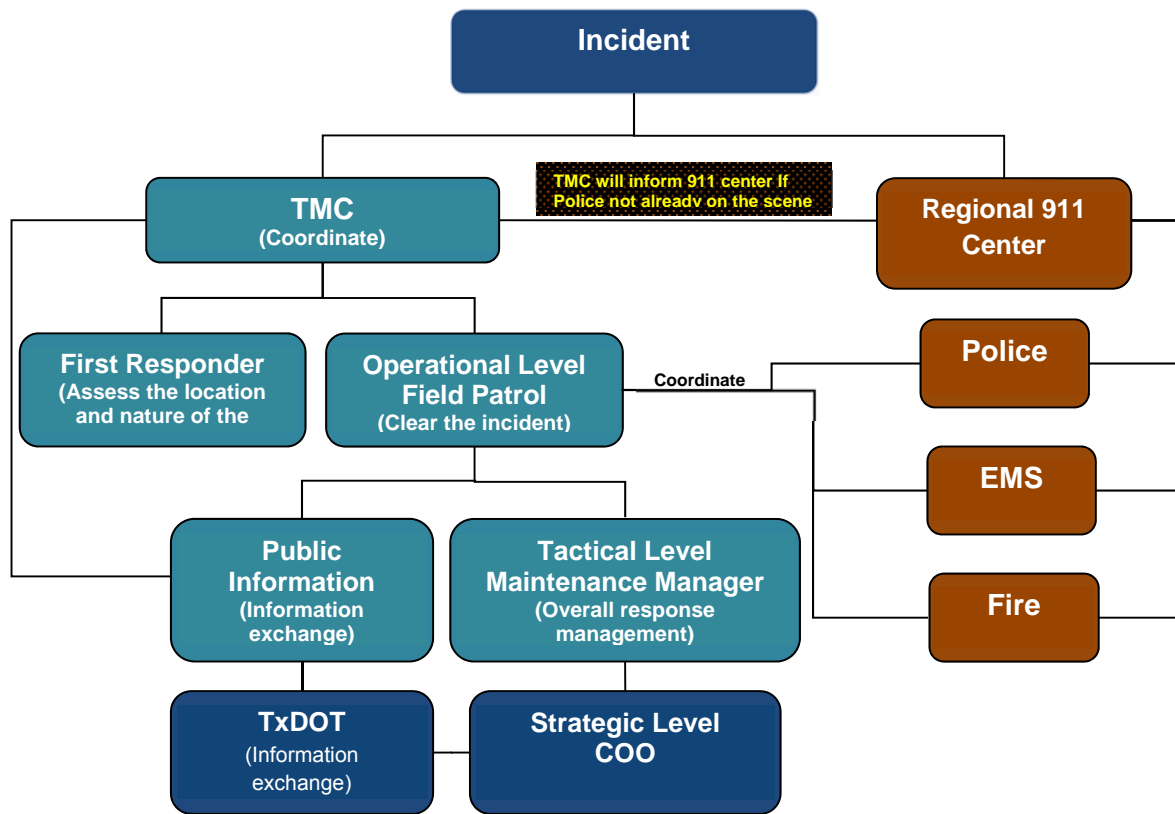 Incident
TMC will inform 911 center If
Police not already on the scene
TMC
(Coordinate)
Regional 911
Center
First Responder
(Assess the location
and nature of the
Operational Level
Field Patrol
(Clear the incident)
Coordinate
Police
EMS
Public
Information
(Information
exchange)
Tactical Level
Maintenance Manager
(Overall response
management)
Fire
TxDOT
(Information
exchange)
Strategic Level
COO